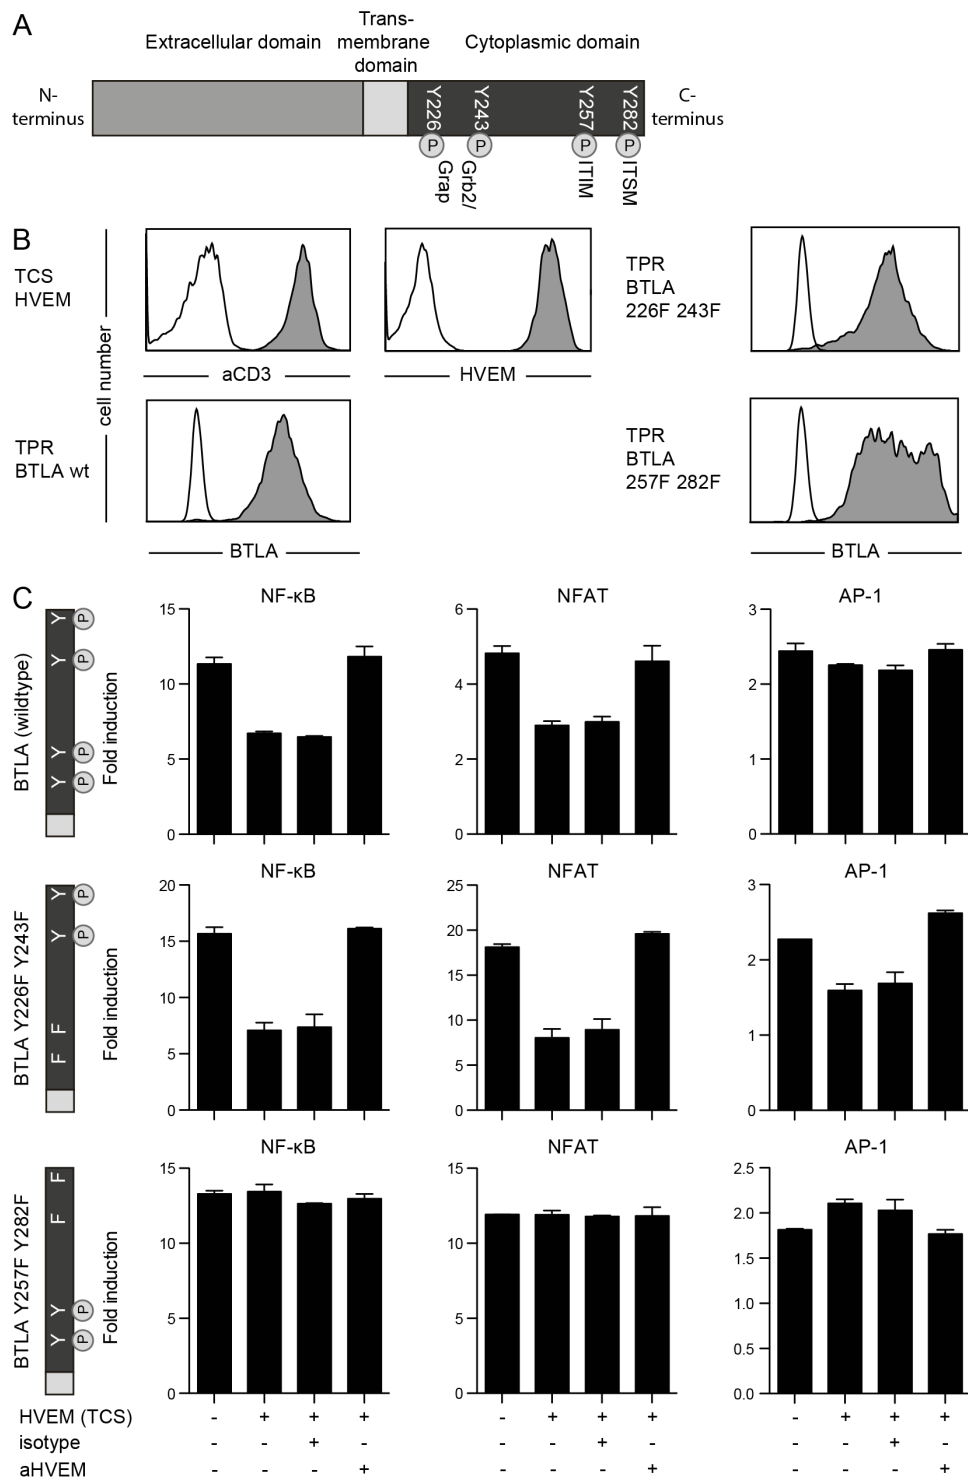 A
Extracellular domain
Trans-
membrane
domain
Cytoplasmic domain
N-
terminus
Y226
Y243
Y257
Y282
C-
terminus
P
P
P
P
Grap
Grb2/
ITIM
ITSM
B
TCS
HVEM
aCD3
HVEM
TPR
BTLA
226F 243F
cell number
TPR
BTLA wt
BTLA
TPR
BTLA
257F 282F
BTLA
C
BTLA (wildtype)
Y P
Y P
Y P
Y P
Fold induction
NF-κB
15
10
5
0
NFAT
6
4
2
0
AP-1
3
2
1
0
BTLA Y226F Y243F
Y P
Y P
F
F
Fold induction
NF-κB
20
15
10
5
0
NFAT
25
20
15
10
5
0
AP-1
3
2
1
0
BTLA Y257F Y282F
F
F
Y P
Y P
Fold induction
NF-κB
15
10
5
0
NFAT
15
10
5
0
AP-1
2.5
2.0
1.5
1.0
0.5
0.0
HVEM (TCS) - + + + - + + + - + + +
isotype - - + - - - + - - - + -
aHVEM - - - + - - - + - - - +